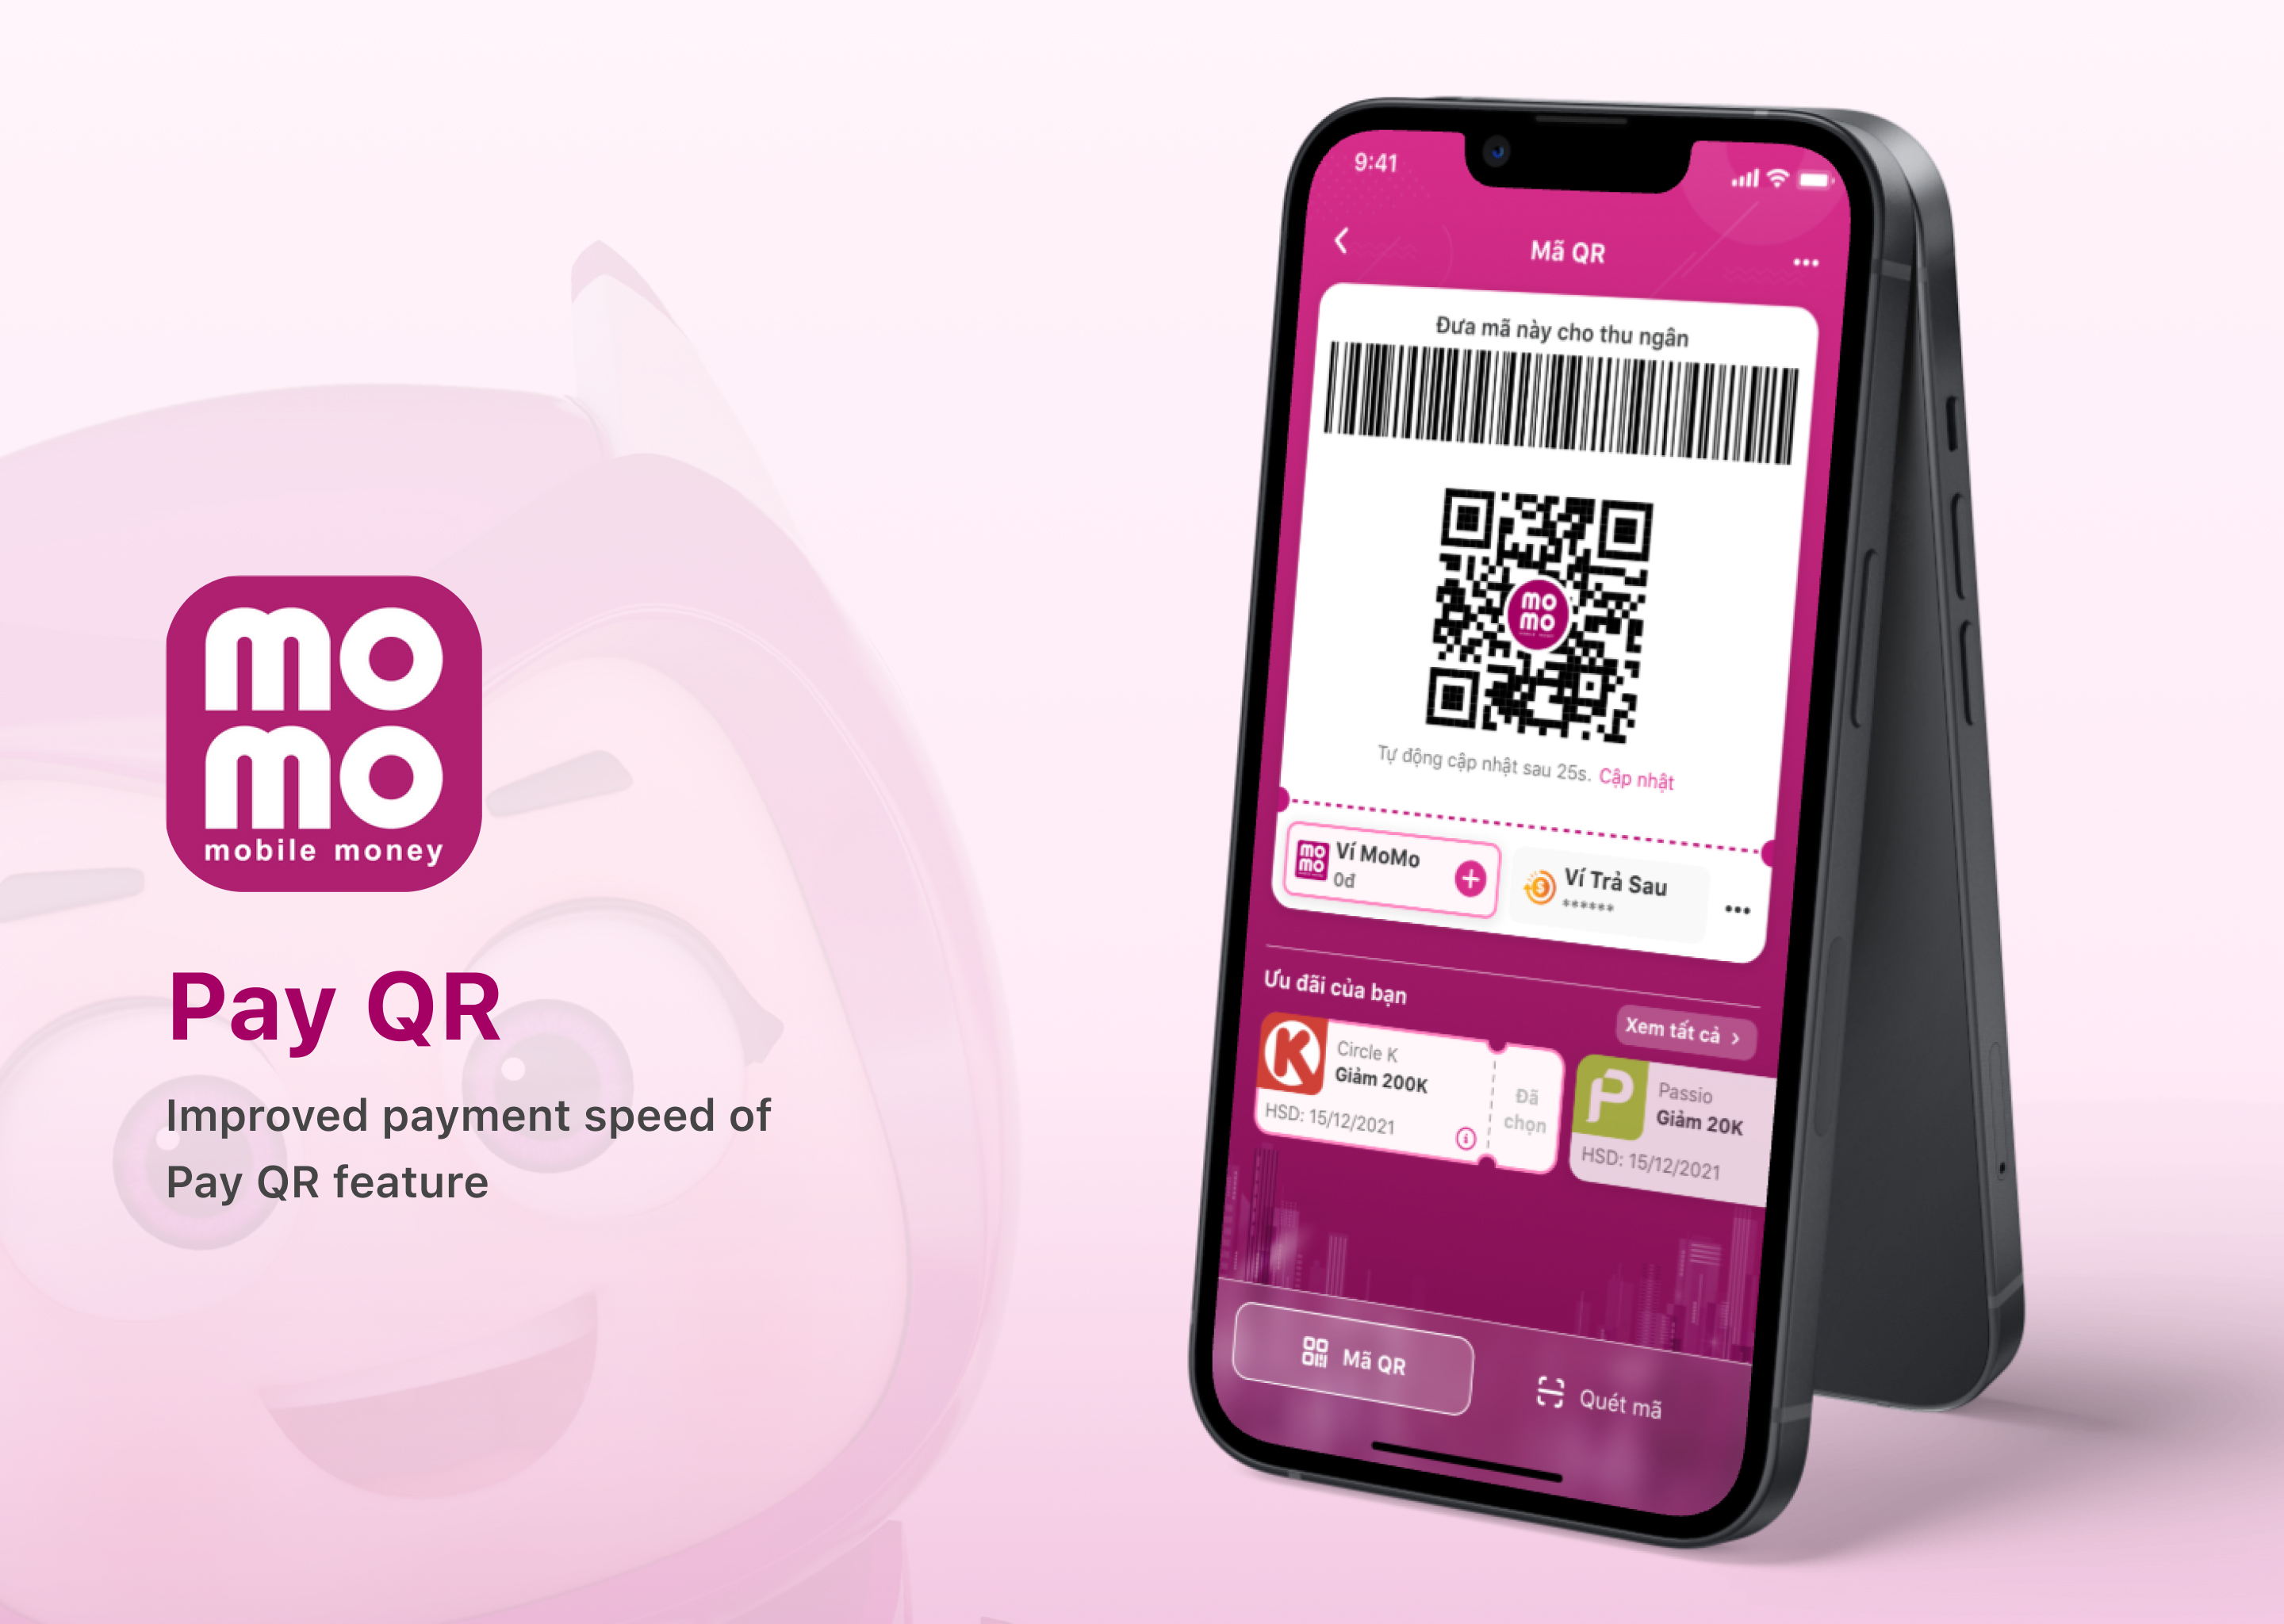 mo
mo
mobile money
Pay QR
Improved payment speed of
Pay QR feature
9:41
Mã QR
Đưa mã này cho thu ngân
mo
mo
Tự động cập nhật sau 25s. Cập nhật
mo
mo
Ví MoMo
0đ
Ví Trả Sau
******
Ưu đãi của bạn
Xem tất cả
Circle K
Giảm 200K
HSD: 15/12/2021
Đã
chọn
Passio
Giảm 20K
HSD: 15/12/2021
Mã QR
Quét mã